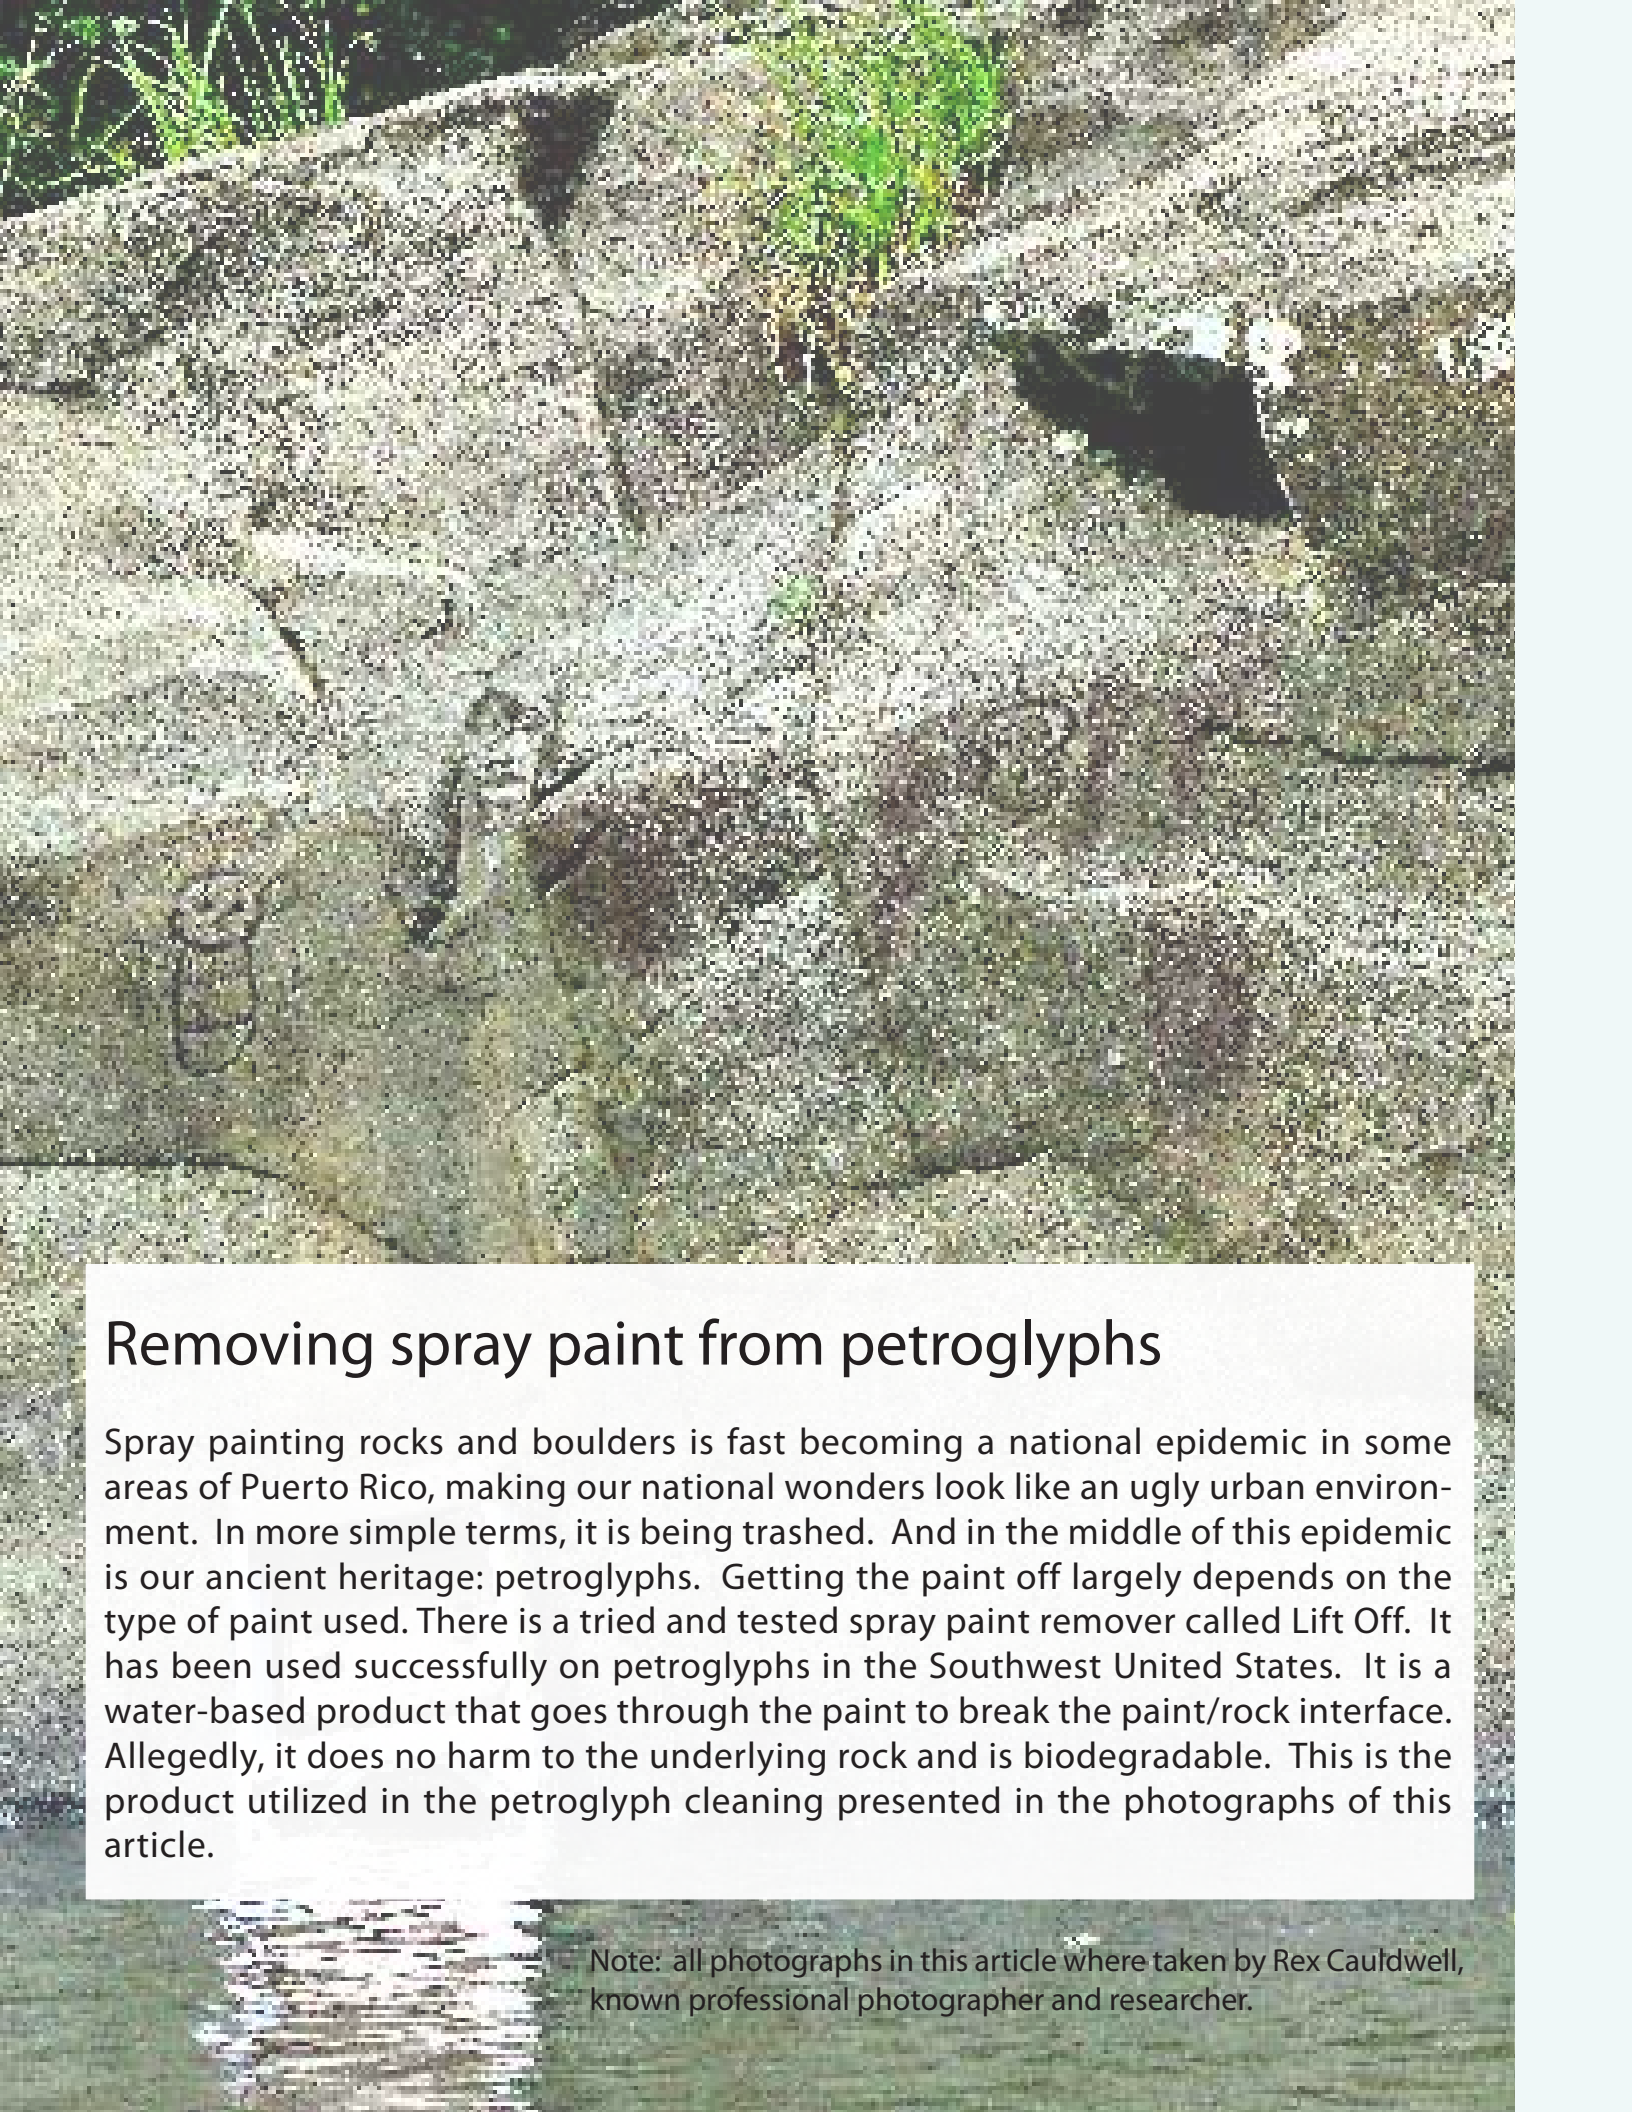 Removing spray paint from petroglyphs
Spray painting rocks and boulders is fast becoming a national epidemic in some
areas of Puerto Rico, making our national wonders look like an ugly urban environ-
ment.  In more simple terms, it is being trashed.  And in the middle of this epidemic
is our ancient heritage: petroglyphs.  Getting the paint off largely depends on the
type of paint used. There is a tried and tested spray paint remover called Lift Off.  It
has been used successfully on petroglyphs in the Southwest United States.  It is a
water-based product that goes through the paint to break the paint/rock interface.
Allegedly, it does no harm to the underlying rock and is biodegradable.  This is the
product utilized in the petroglyph cleaning presented in the photographs of this
article.
Note:  all photographs in this article where taken by Rex Cauldwell,
known professional photographer and researcher.